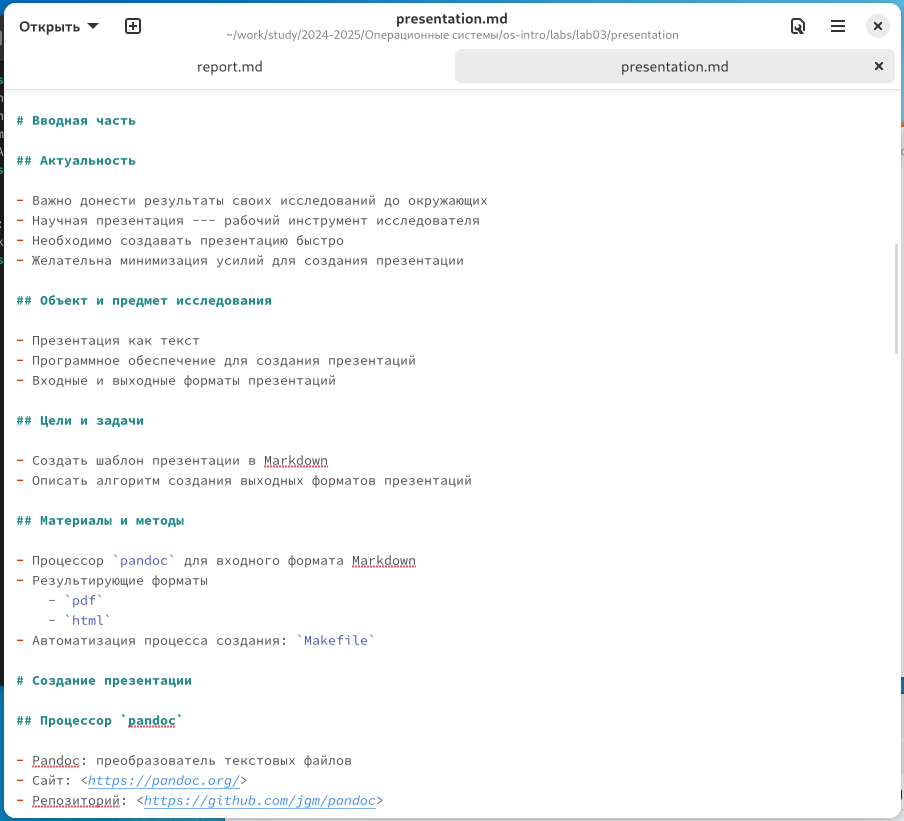 Открыть
presentation.md
~/work/study/2024-2025/Операционные системы/os-intro/labs/lab03/presentation
report.md
presentation.md
# Вводная часть
## Актуальность
- Важно донести результаты своих исследований до окружающих
- Научная презентация --- рабочий инструмент исследователя
- Необходимо создавать презентацию быстро
- Желательна минимизация усилий для создания презентации
## Объект и предмет исследования
- Презентация как текст
- Программное обеспечение для создания презентаций
- Входные и выходные форматы презентаций
## Цели и задачи
- Создать шаблон презентации в Markdown
- Описать алгоритм создания выходных форматов презентаций
## Материалы и методы
- Процессор `pandoc` для входного формата Markdown
- Результирующие форматы
- `pdf`
- `html`
- Автоматизация процесса создания: `Makefile`
# Создание презентации
## Процессор `pandoc`
- Pandoc: преобразователь текстовых файлов
- Сайт: <https://pandoc.org/>
- Репозиторий: <https://github.com/jgm/pandoc>